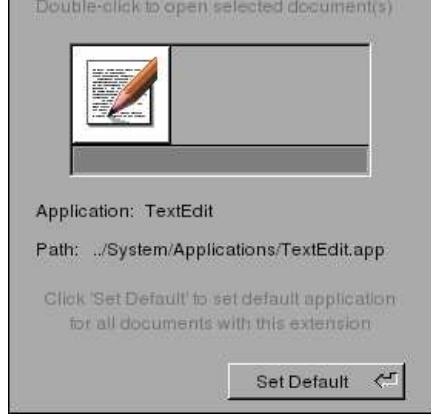 Double-click to open selected document(s)
Application: TextEdit
Path: ../System/Applications/TextEdit.app
Click 'Set Default' to set default application
for all documents with this extension
Set Default